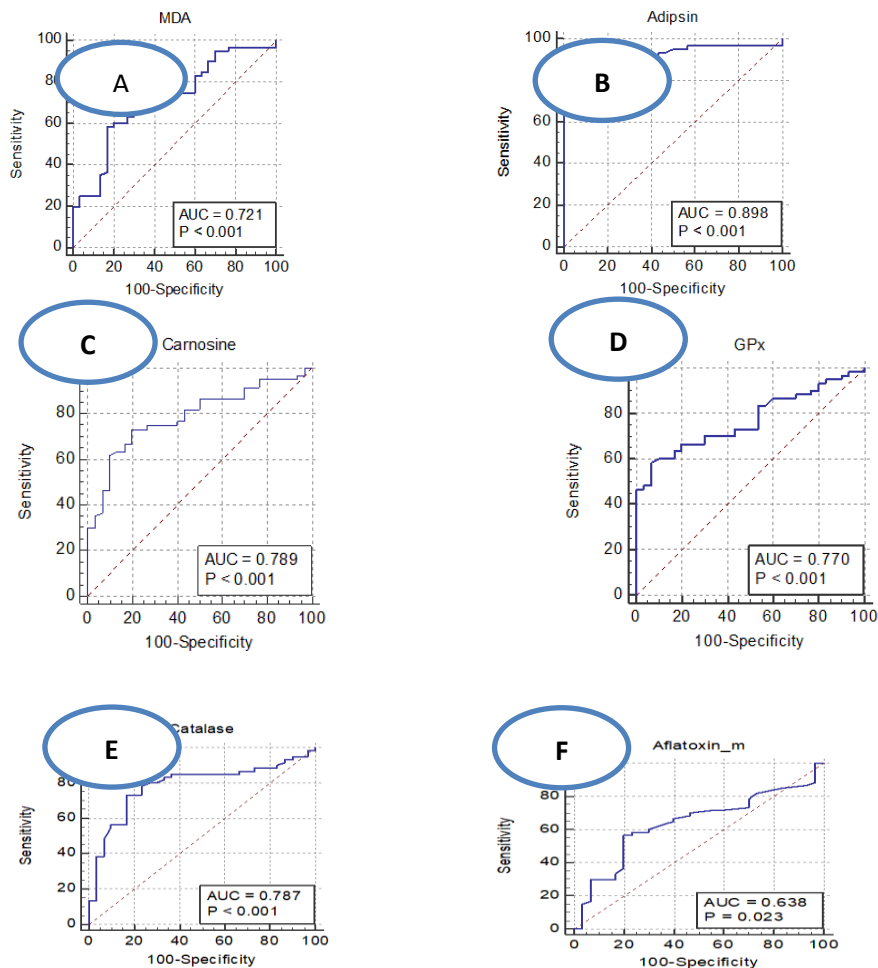 MDA
A
100
80
60
40
20
0
Sensitivity
AUC = 0.721
P < 0.001
0 20 40 60 80 100
100-Specificity
Adipsin
B
100
60
40
20
0
Sensitivity
AUC = 0.898
P < 0.001
0 20 40 60 80 100
100-Specificity
C
Carnosine
80
60
40
20
0
Sensitivity
AUC = 0.789
P < 0.001
0 20 40 60 80 100
100-Specificity
D
GPx
80
60
40
20
0
Sensitivity
AUC = 0.770
P < 0.001
0 20 40 60 80 100
100-Specificity
E
Catalase
80
60
40
20
0
Sensitivity
AUC = 0.787
P < 0.001
0 20 40 60 80 100
100-Specificity
F
Aflatoxin_m
80
60
40
20
0
Sensitivity
AUC = 0.638
P = 0.023
0 20 40 60 80 100
100-Specificity